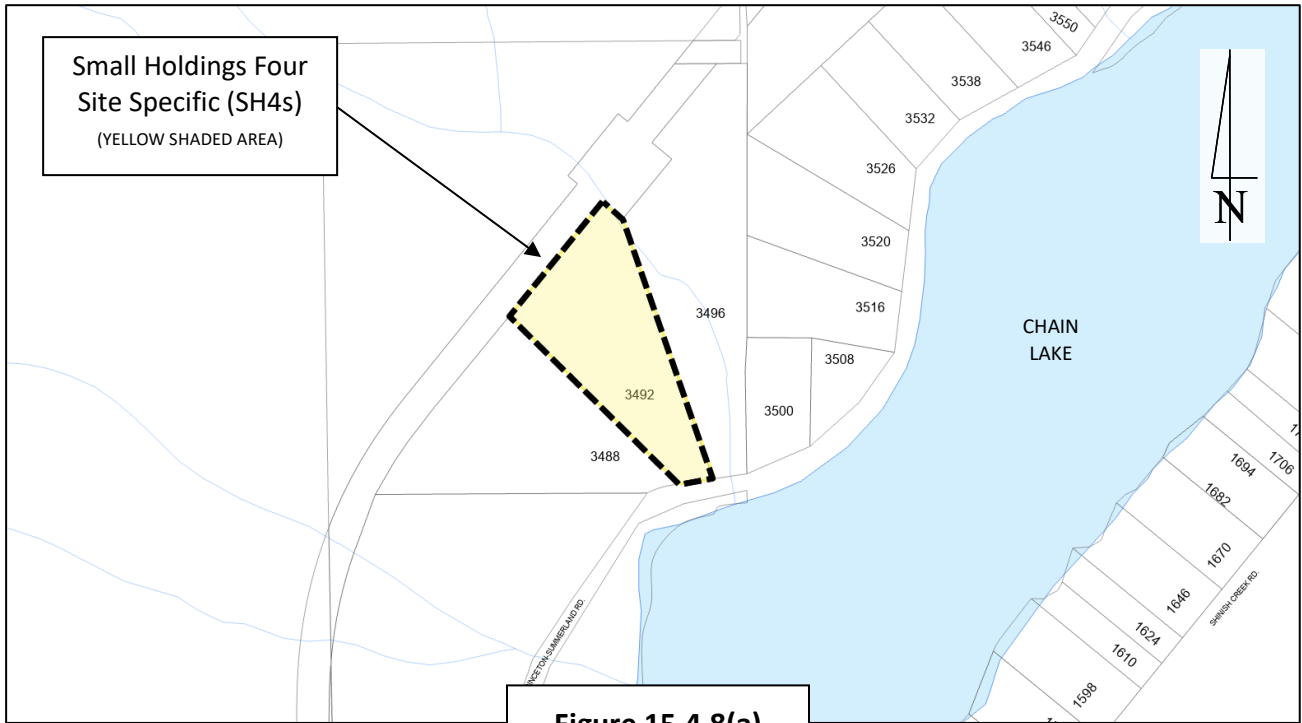 Small Holdings Four
Site Specific (SH4s)
(YELLOW SHADED AREA)
3550
3546
3538
3532
3526
3520
3516
3508
3500
3496
3492
3488
N
CHAIN
LAKE
1706
1694
1682
1670
1646
1624
1610
1598
SHINISH CREEK RD.
INCETON-SUMMERLAND RD.
Figure 15.4.8(a)